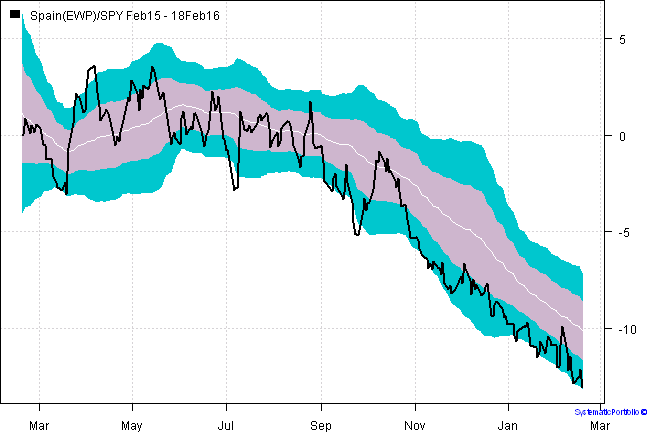 Spain(EWP)/SPY Feb15 - 18Feb16
5
0
-5
-10
SystematicPortfolio ©
Mar May Jul Sep Nov Jan Mar